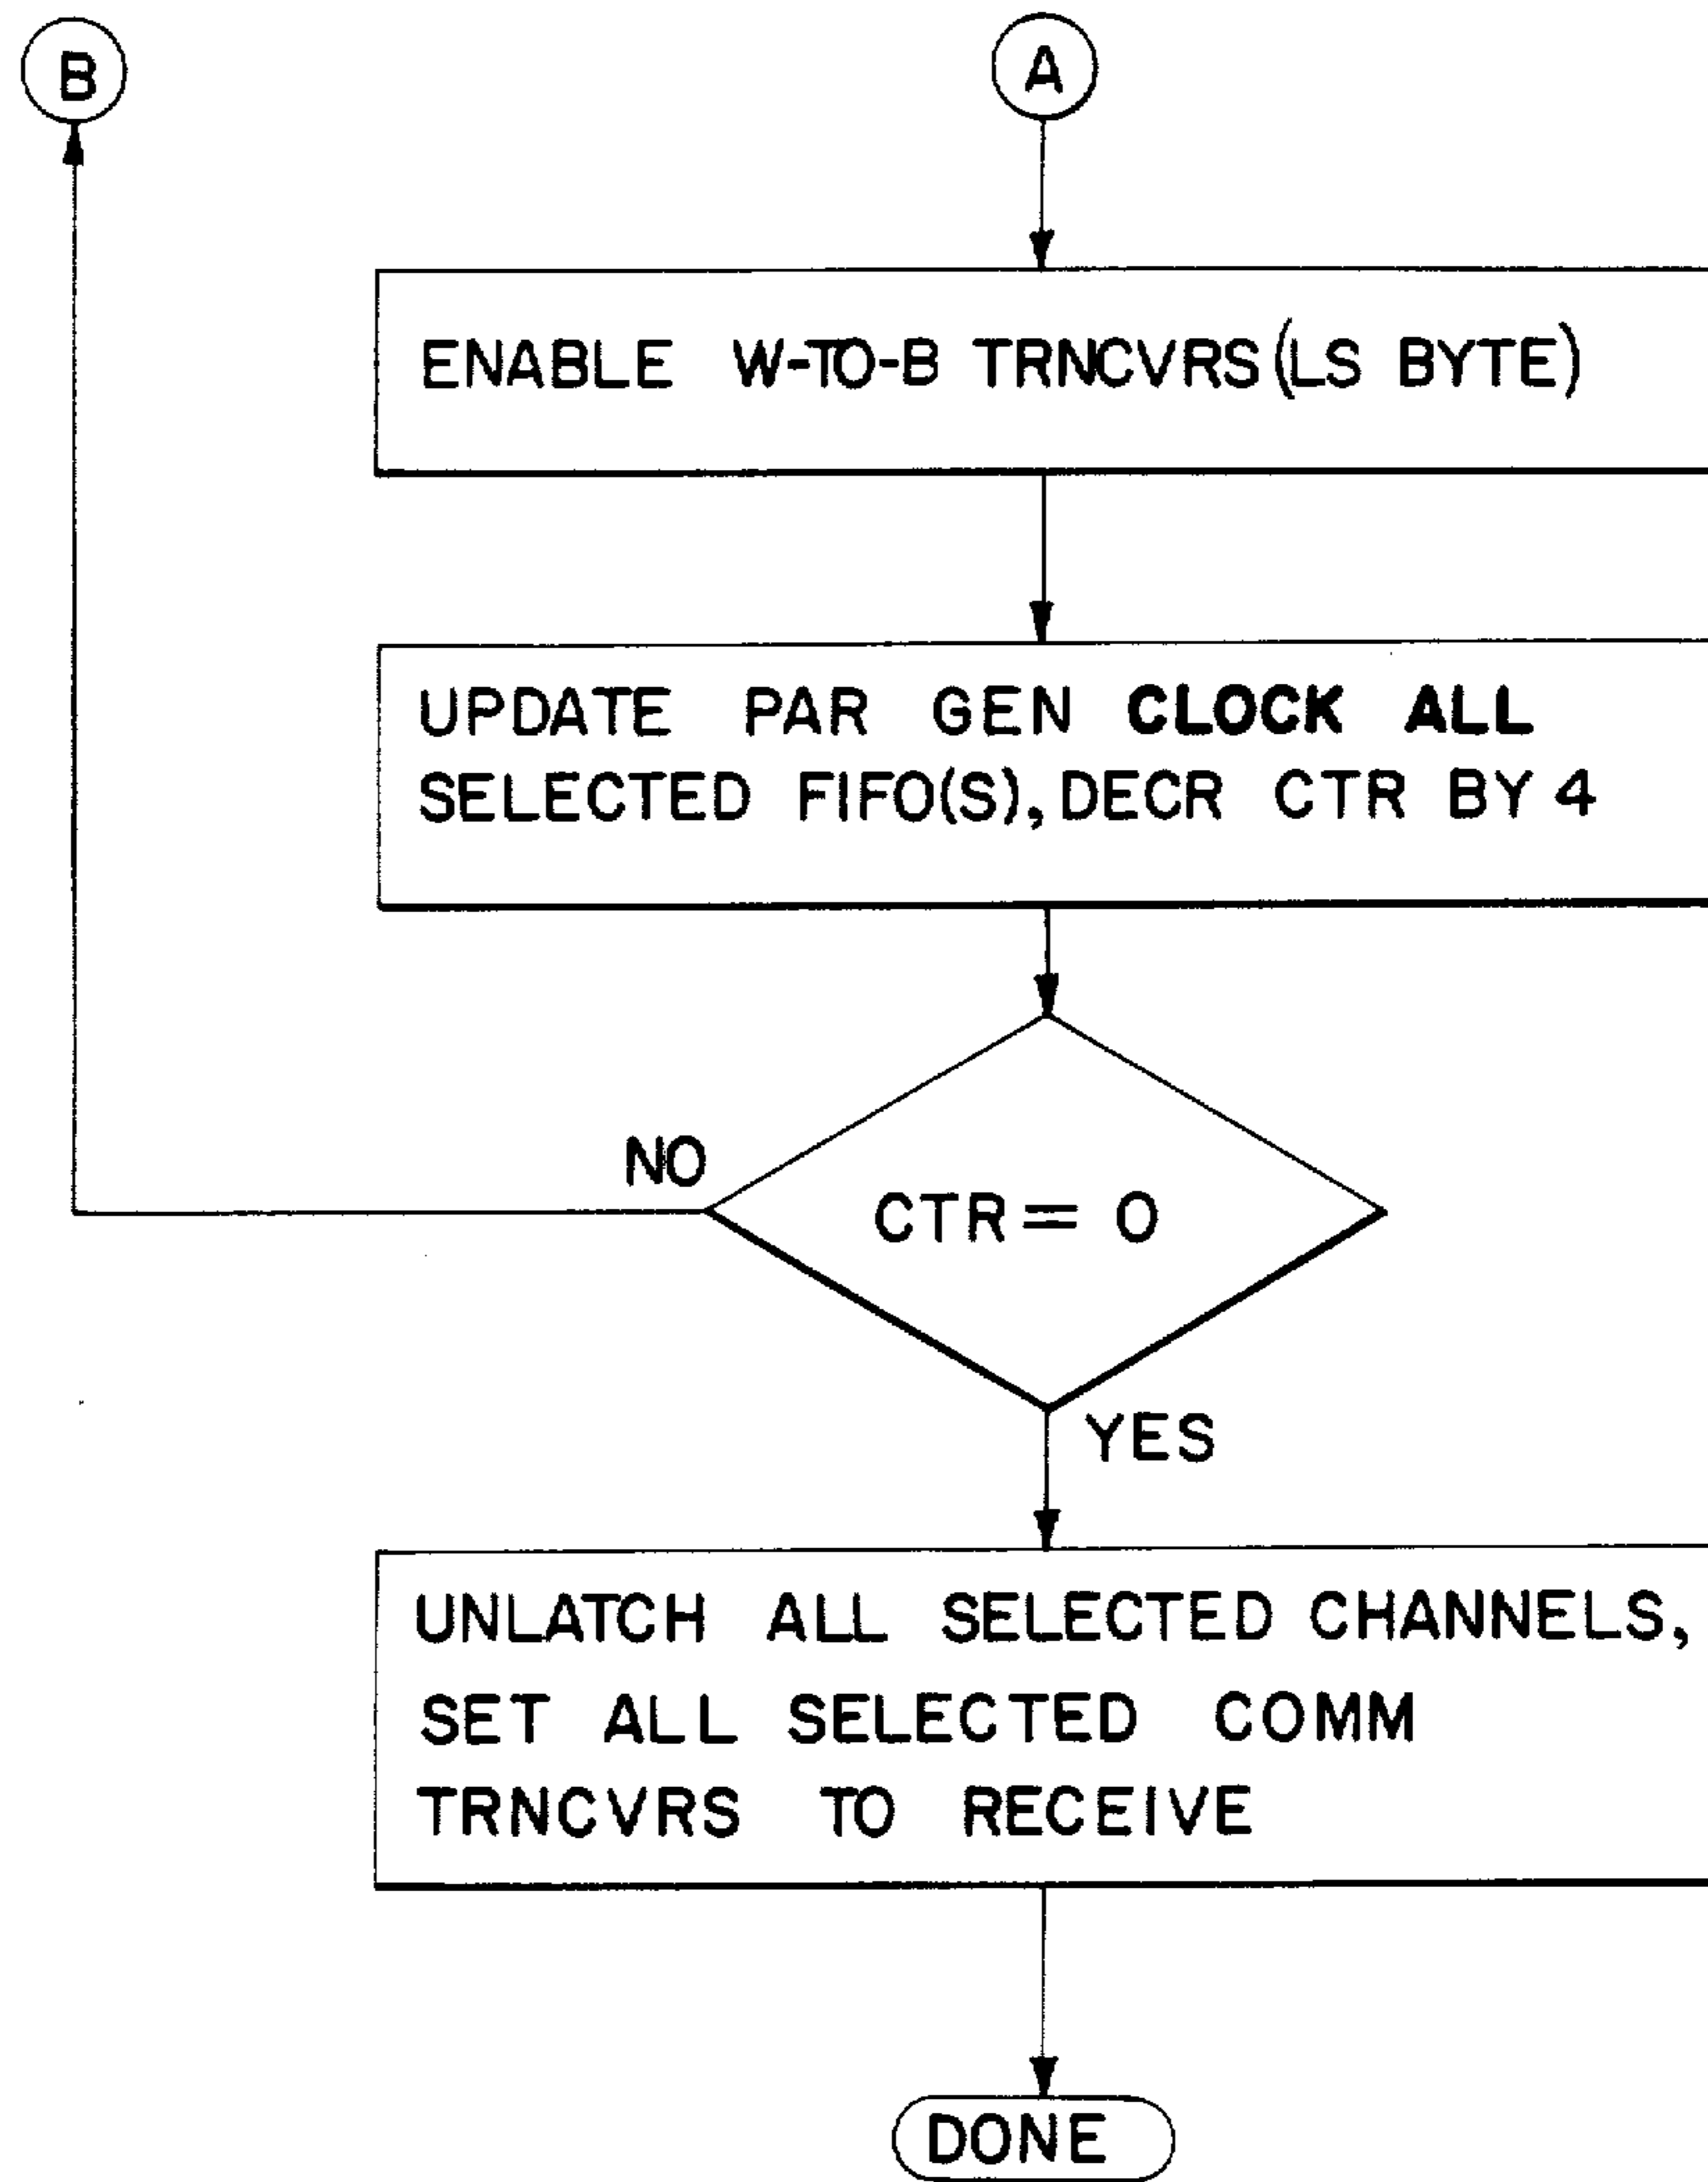 B
A
ENABLE W-TO-B TRNCVRS (LS BYTE)
UPDATE PAR GEN CLOCK ALL
SELECTED FIFO(S), DECR CTR BY 4
NO
CTR = 0
YES
UNLATCH ALL SELECTED CHANNELS,
SET ALL SELECTED COMM
TRNCVRS TO RECEIVE
DONE